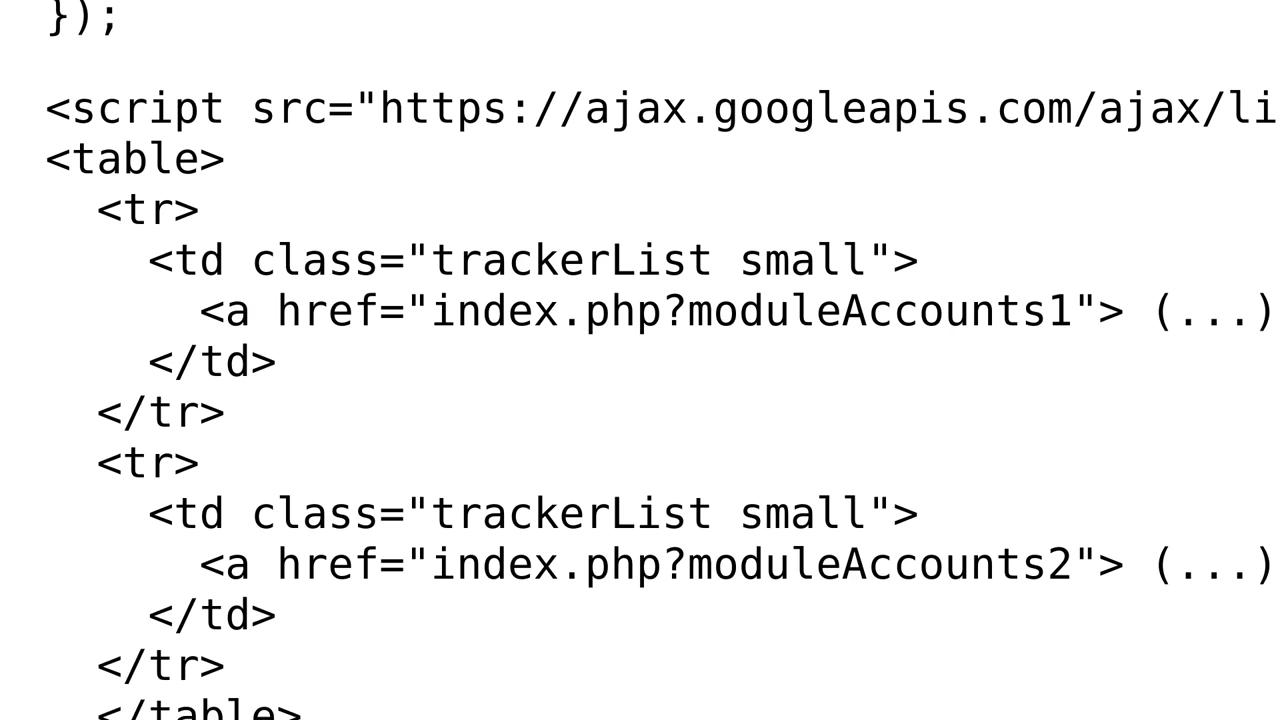 });

<script src="https://ajax.googleapis.com/ajax/li
<table>
  <tr>
    <td class="trackerList small">
      <a href="index.php?moduleAccounts1"> (...)
    </td>
  </tr>
  <tr>
    <td class="trackerList small">
      <a href="index.php?moduleAccounts2"> (...)
    </td>
  </tr>
  </table>